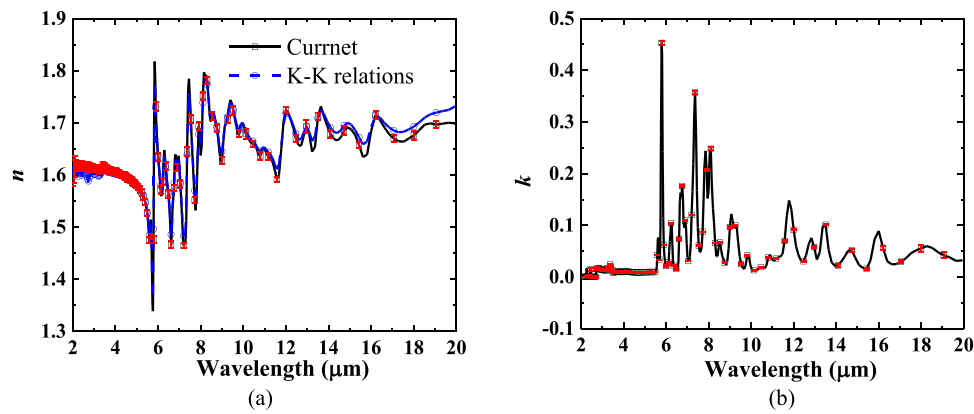 1.9
1.8
1.7
1.6
1.5
1.4
1.3
n
Currnet
K-K relations
2 4 6 8 10 12 14 16 18 20
Wavelength (μm)
(a)
0.5
0.4
0.3
0.2
0.1
0.0
-0.1
k
2 4 6 8 10 12 14 16 18 20
Wavelength (μm)
(b)